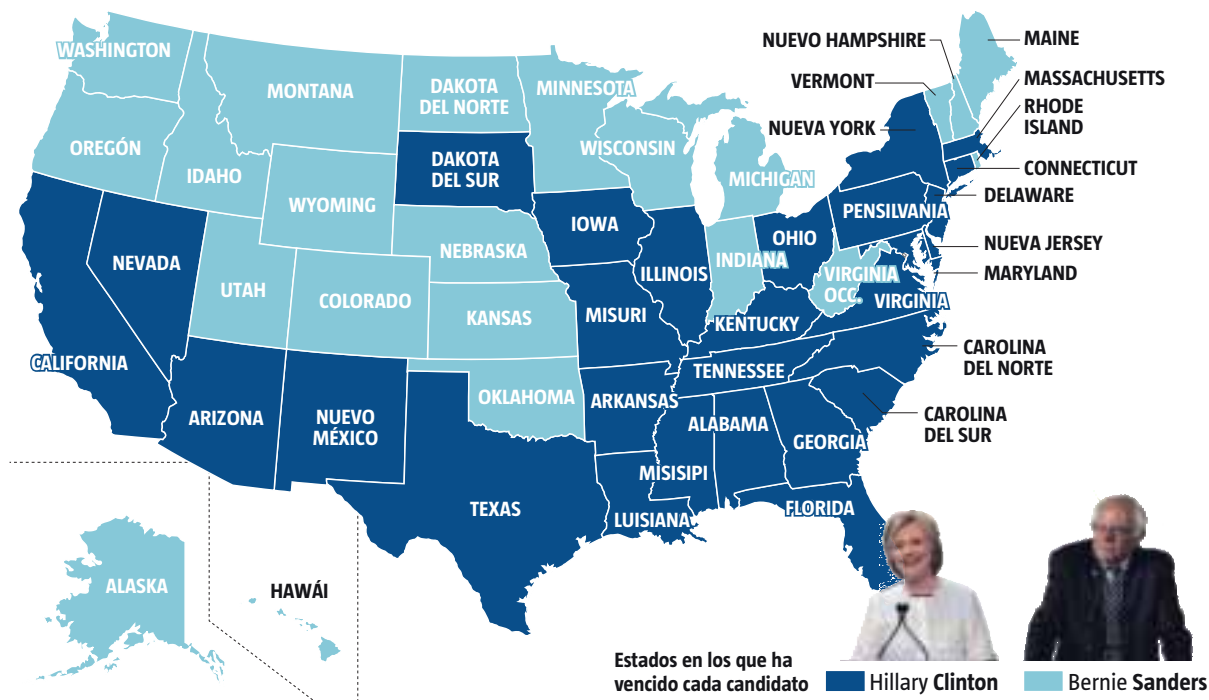 WASHINGTON
MONTANA
DAKOTA
DEL NORTE
MINNESOTA
OREGÓN
IDAHO
WYOMING
DAKOTA
DEL SUR
WISCONSIN
MICHIGAN
NUEVO HAMPSHIRE
MAINE
VERMONT
MASSACHUSETTS
NUEVA YORK
RHODE
ISLAND
CONNECTICUT
DELAWARE
PENSILVANIA
NUEVA JERSEY
MARYLAND
NEVADA
UTAH
COLORADO
NEBRASKA
KANSAS
IOWA
MISURI
ILLINOIS
INDIANA
OHIO
VIRGINIA
OCC.
VIRGINIA
KENTUCKY
CALIFORNIA
ARIZONA
NUEVO
MÉXICO
OKLAHOMA
ARKANSAS
TENNESSEE
CAROLINA
DEL NORTE
CAROLINA
DEL SUR
TEXAS
LUISIANA
MISISIPI
ALABAMA
GEORGIA
FLORIDA
ALASKA
HAWÁI
Estados en los que ha
vencido cada candidato
Hillary Clinton
Bernie Sanders